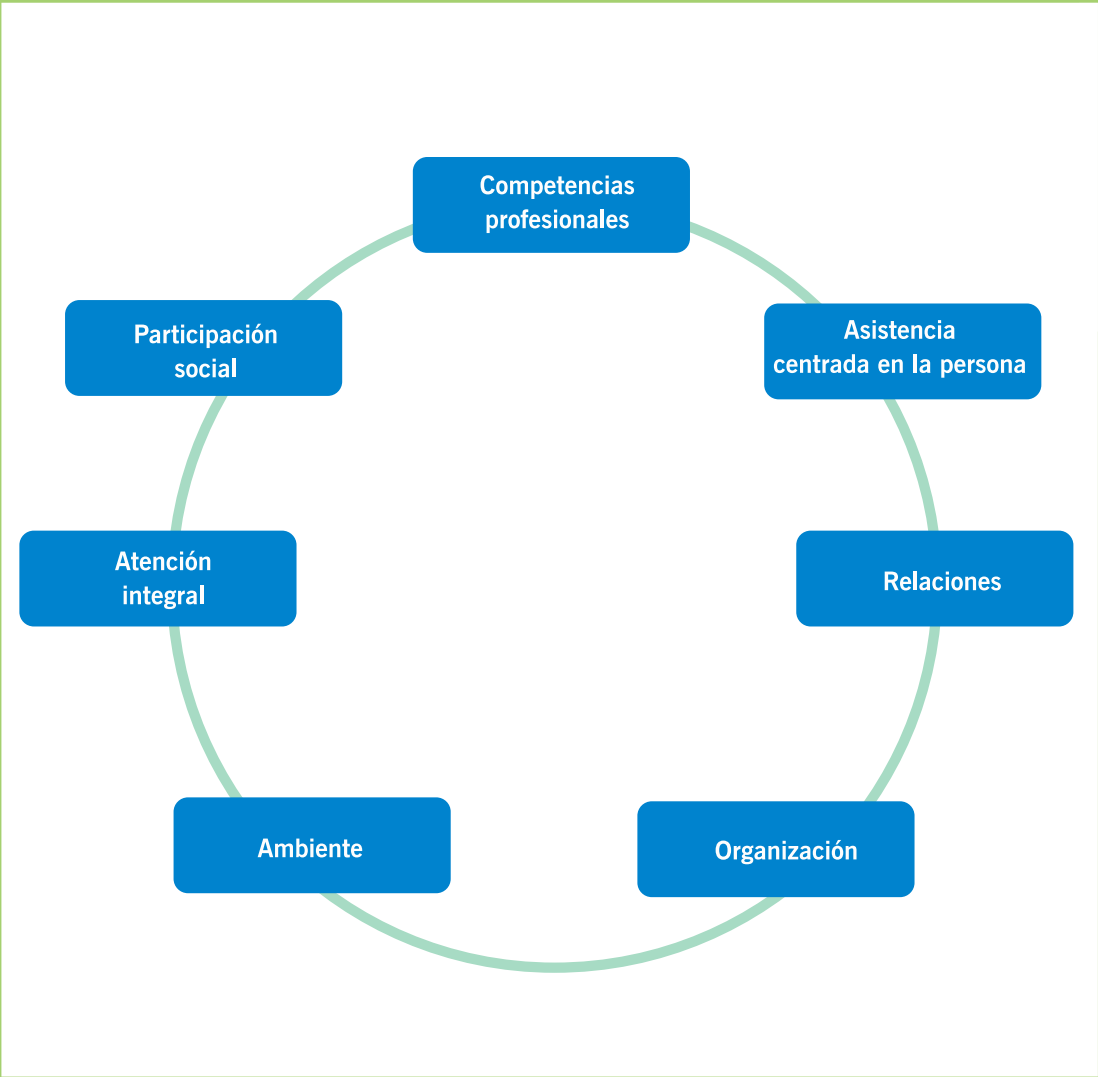 Competencias
profesionales
Asistencia
centrada en la persona
Relaciones
Organización
Ambiente
Atención
integral
Participación
social